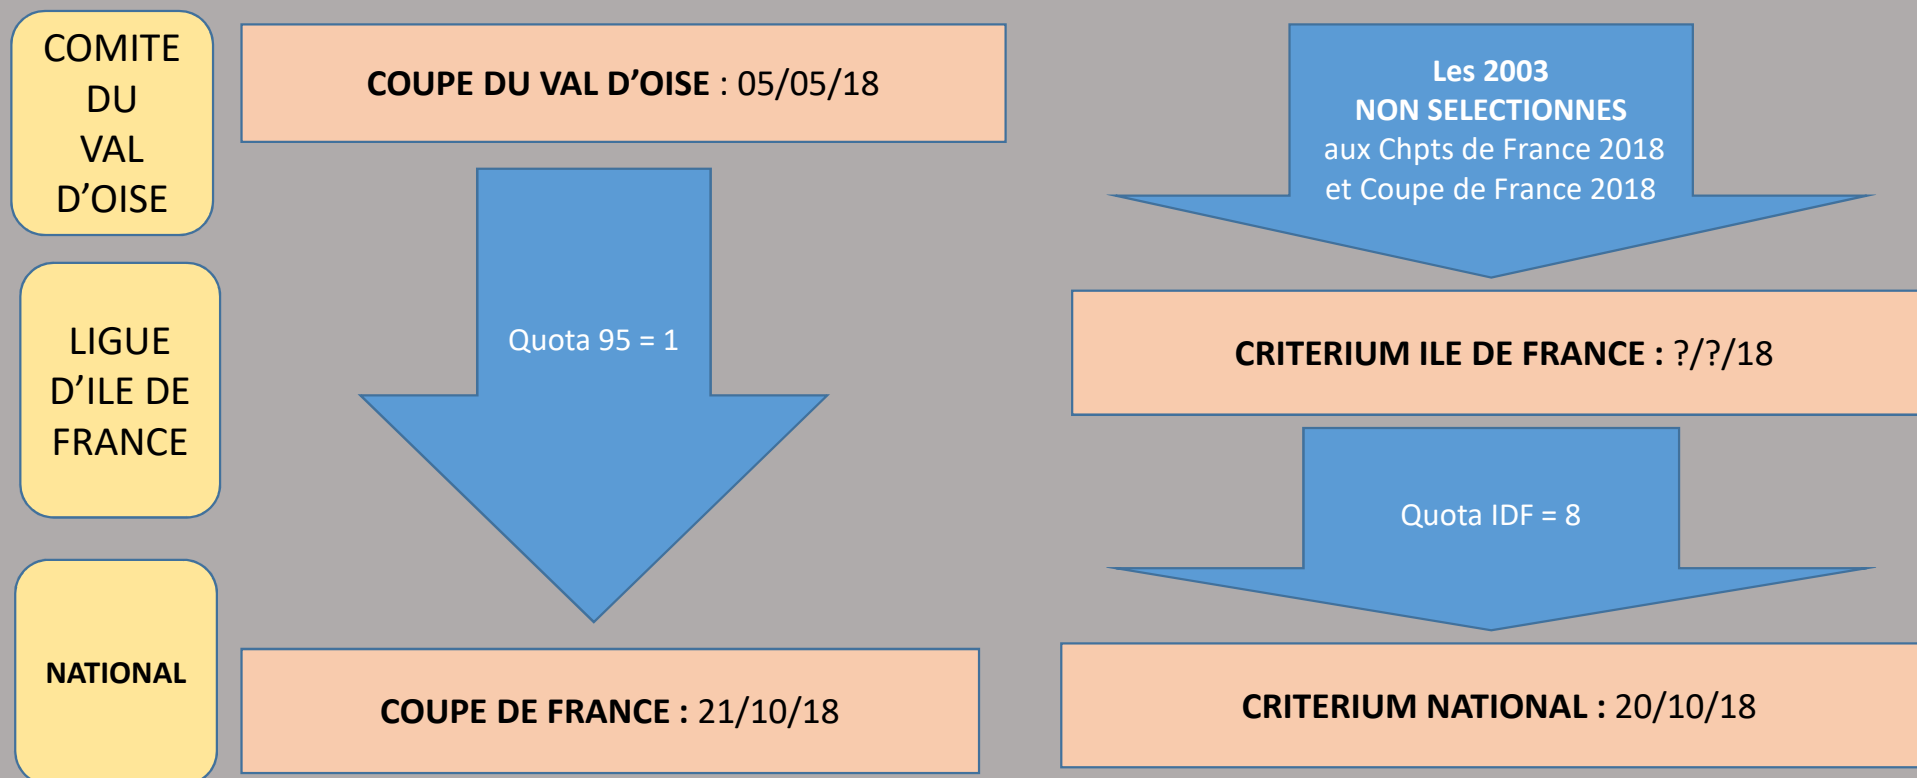 COMITE
DU
VAL
D’OISE
COUPE DU VAL D’OISE : 05/05/18
Les 2003
NON SELECTIONNES
aux Chpts de France 2018
et Coupe de France 2018
LIGUE
D’ILE DE
FRANCE
Quota 95 = 1
CRITERIUM ILE DE FRANCE : ?/?/18
Quota IDF = 8
NATIONAL
COUPE DE FRANCE : 21/10/18
CRITERIUM NATIONAL : 20/10/18